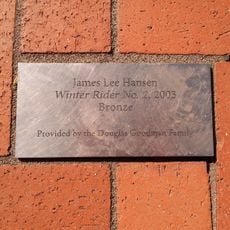 James Lee Hansen
Winter Rider No. 2, 2003
Bronze
Provided by the Douglas Goodman Family